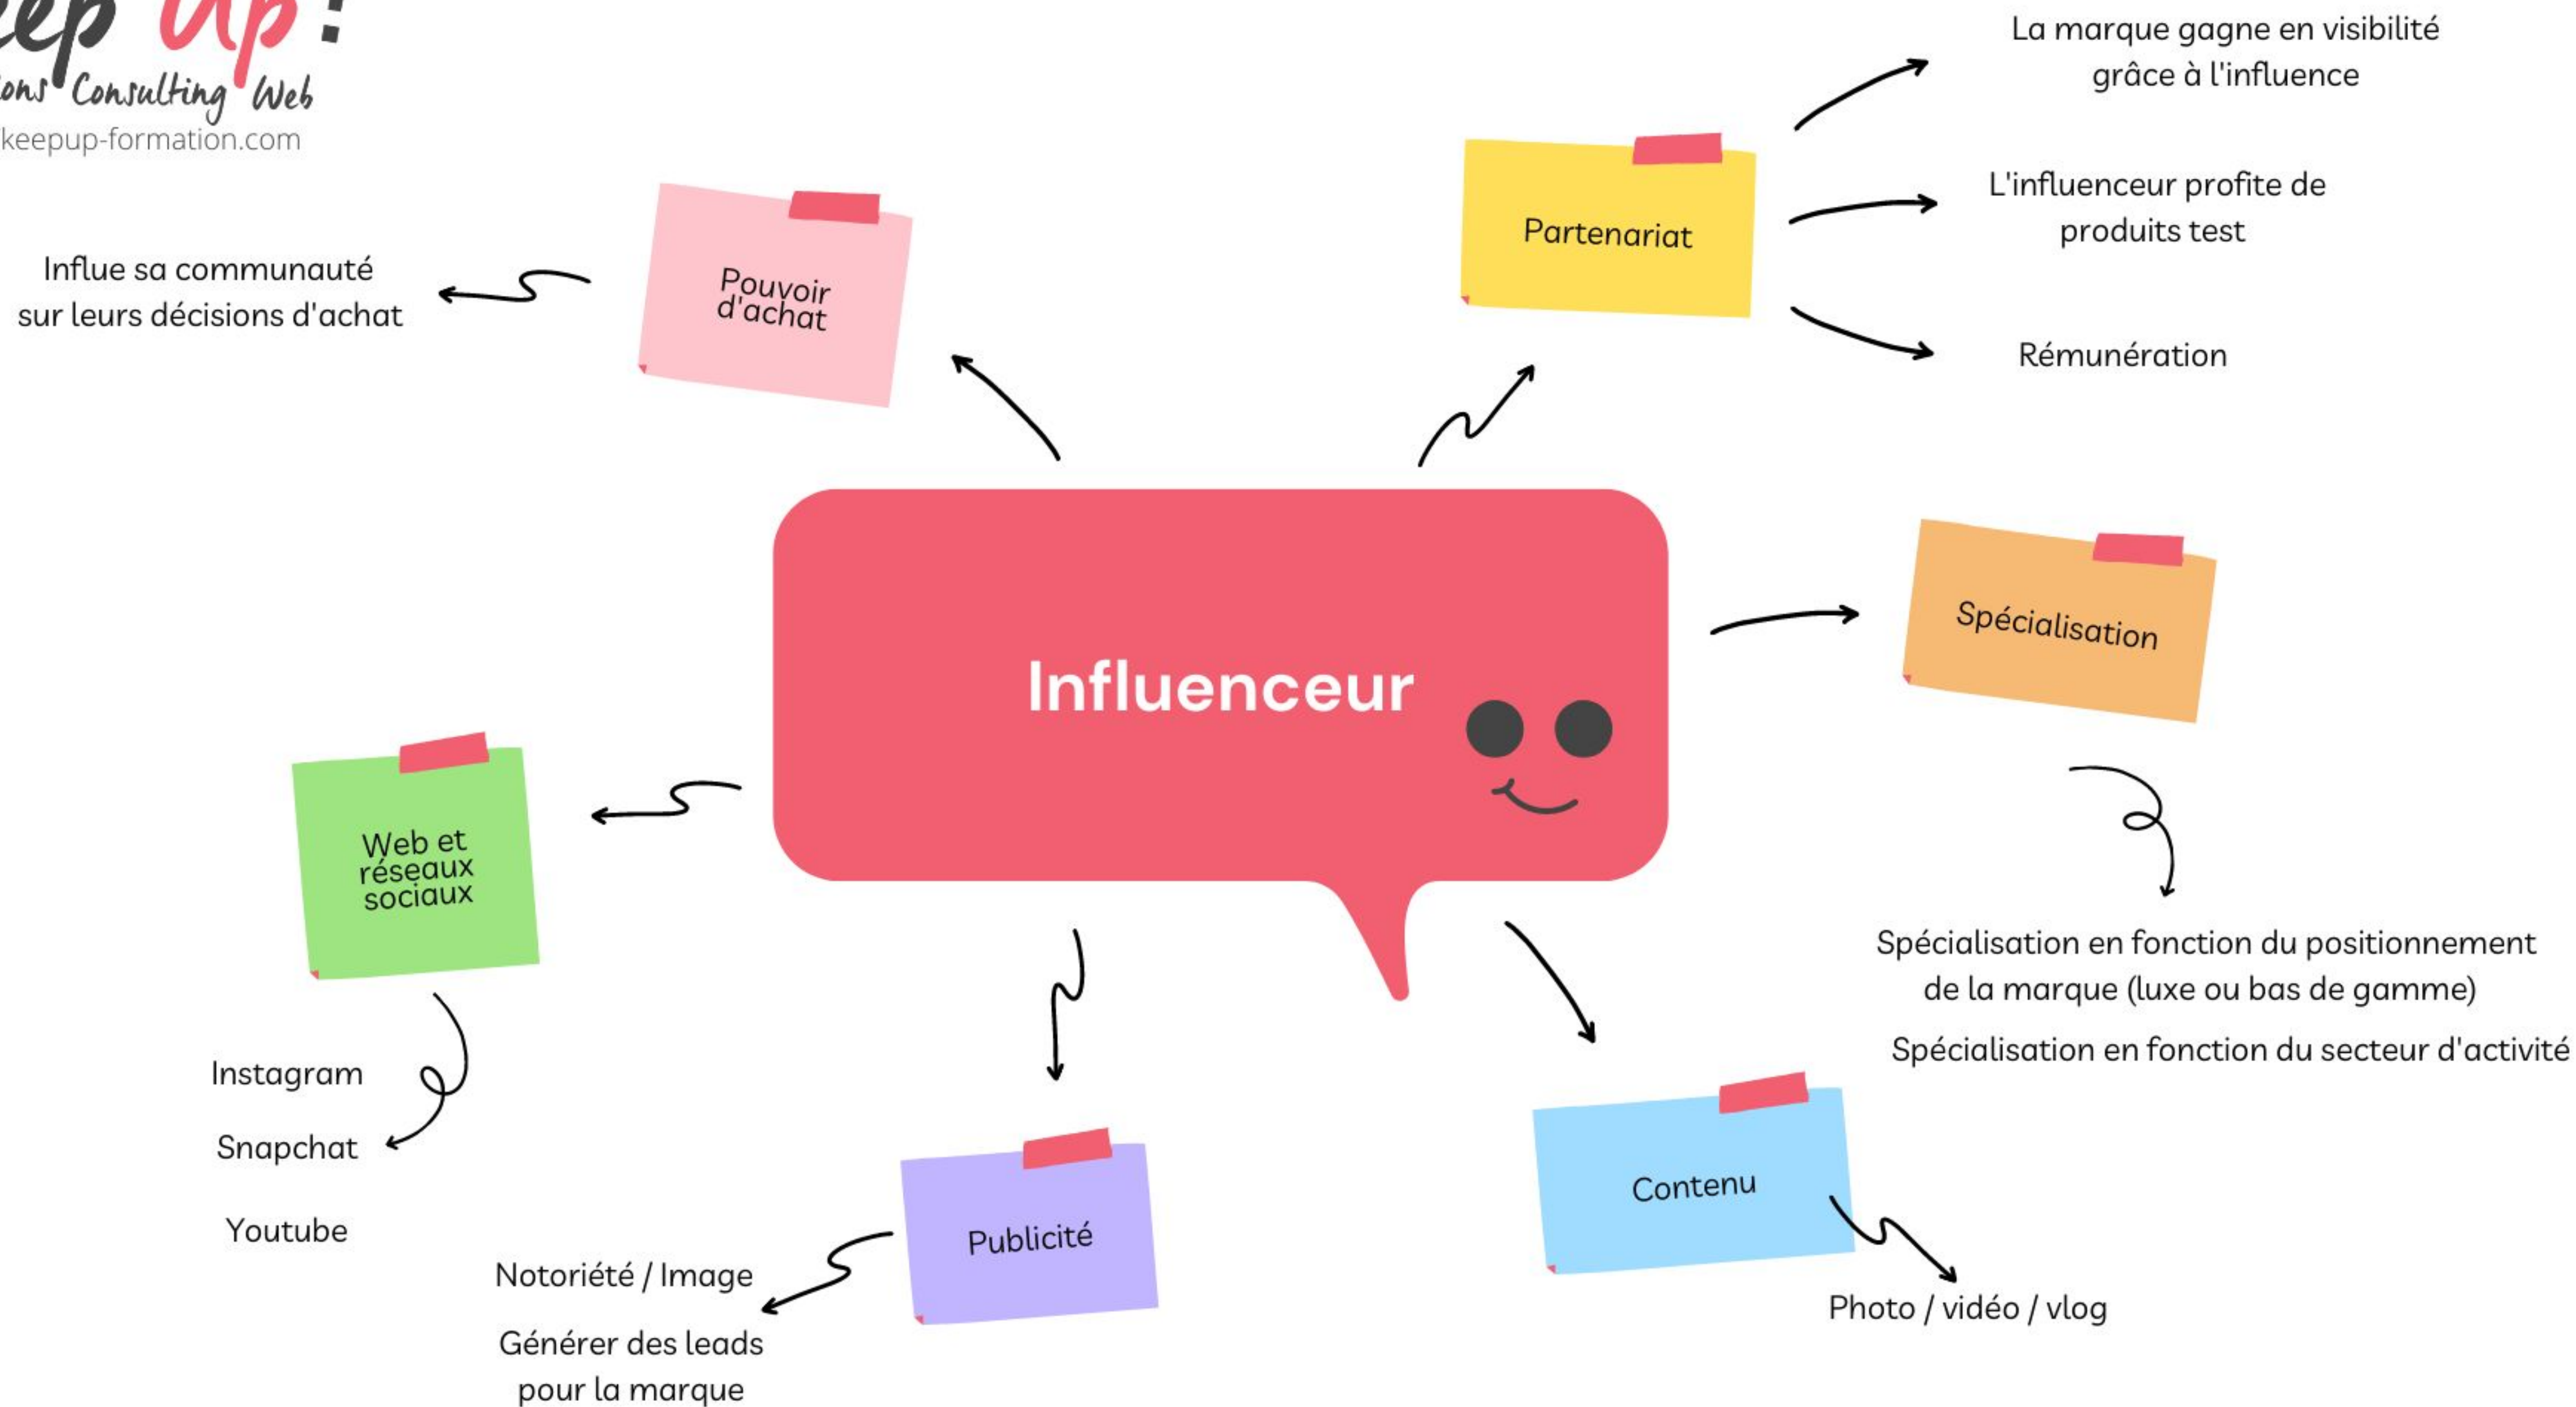 Up!
Consulting Web
keepup-formation.com
La marque gagne en visibilité
grâce à l'influence
L'influenceur profite de
produits test
Rémunération
Partenariat
Pouvoir
d'achat
Influe sa communauté
sur leurs décisions d'achat
Influenceur
Spécialisation
Spécialisation en fonction du positionnement
de la marque (luxe ou bas de gamme)
Spécialisation en fonction du secteur d'activité
Web et
réseaux
sociaux
Instagram
Snapchat
Youtube
Publicité
Notoriété / Image
Générer des leads
pour la marque
Contenu
Photo / vidéo / vlog